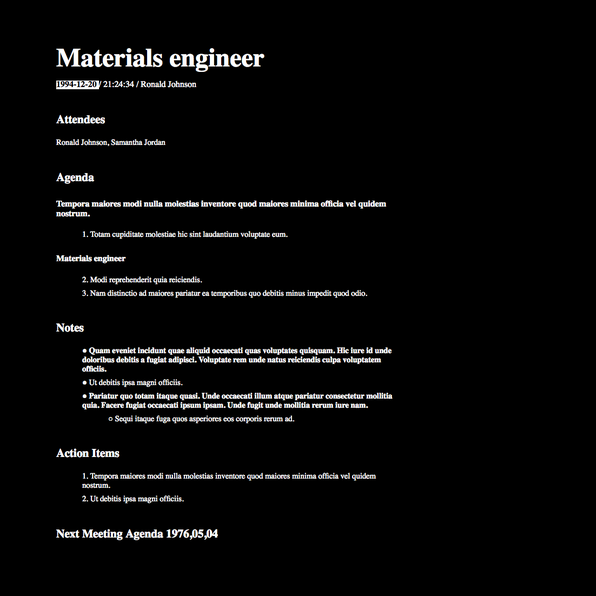 Materials engineer
1994-12-20 / 21:24:34 / Ronald Johnson
Attendees
Ronald Johnson, Samantha Jordan
Agenda
Tempora maiores modi nulla molestias inventore quod maiores minima officia vel quidem
nostrum.
1. Totam cupiditate molestiae hic sint laudantium voluptate eum.
Materials engineer
2. Modi reprehenderit quia reiciendis.
3. Nam distinctio ad maiores pariatur ea temporibus quo debitis minus impedit quod odio.
Notes
● Quam eveniet incidunt quae aliquid occaecati quas voluptates quisquam. Hic iure id unde
doloribus debitis a fugiat adipisci. Voluptate rem unde natus reiciendis culpa voluptatem
officiis.
● Ut debitis ipsa magni officiis.
● Pariatur quo totam itaque quasi. Unde occaecati illum atque pariatur consectetur mollitia
quia. Facere fugiat occaecati ipsum ipsam. Unde fugit unde mollitia rerum iure nam.
○ Sequi itaque fuga quos asperiores eos corporis rerum ad.
Action Items
1. Tempora maiores modi nulla molestias inventore quod maiores minima officia vel quidem
nostrum.
2. Ut debitis ipsa magni officiis.
Next Meeting Agenda 1976,05,04